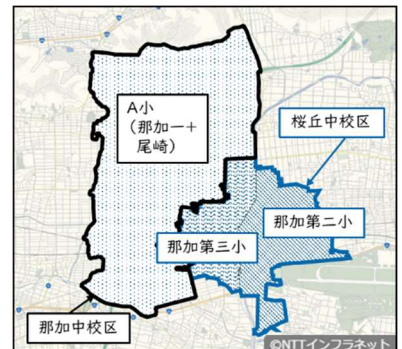 A小
(那加一+
尾崎)
桜丘中校区
那加第二小
那加第三小
那加中校区
©NTTインフラネット